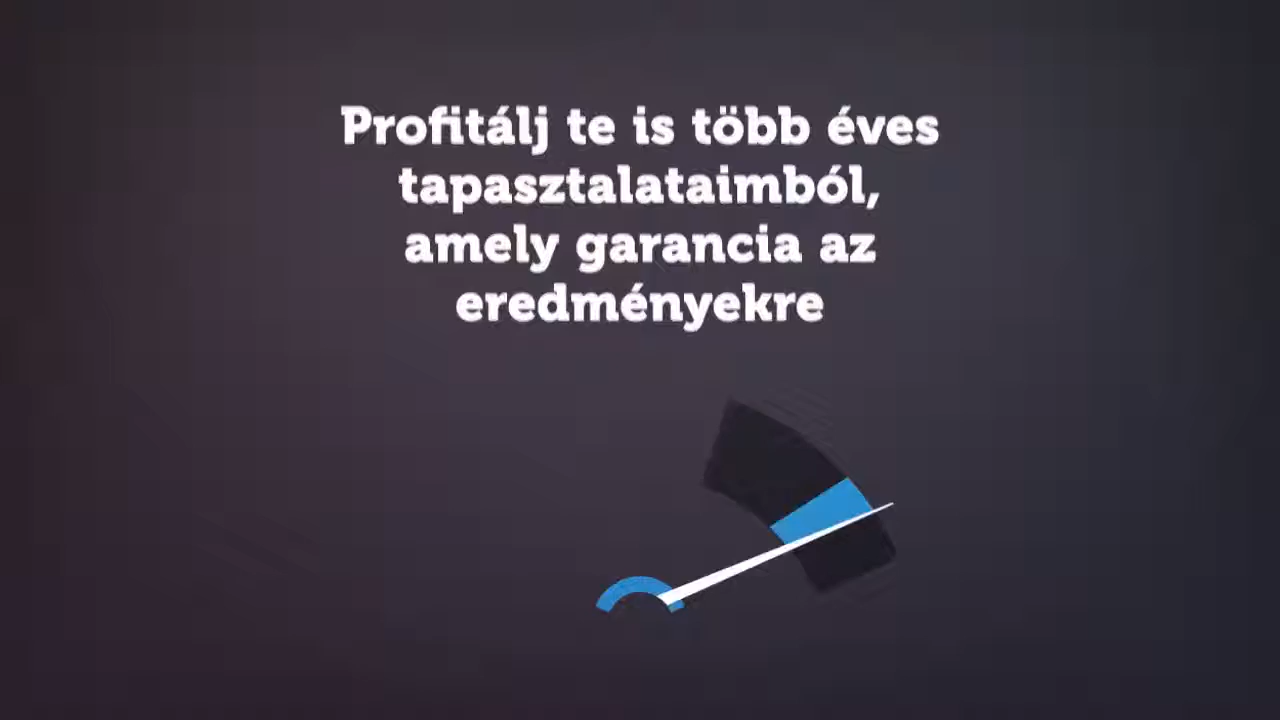 Profitálj te is több éves
tapasztalataimból,
amely garancia az
eredményekre